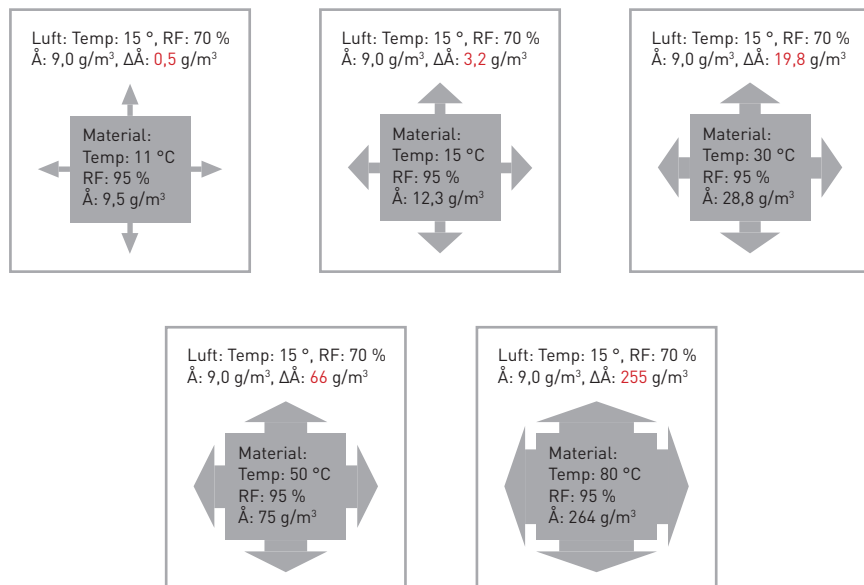 Luft: Temp: 15 °, RF: 70 %
Å: 9,0 g/m³, ΔÅ: 0,5 g/m³
Material:
Temp: 11 °C
RF: 95 %
Å: 9,5 g/m³
Luft: Temp: 15 °, RF: 70 %
Å: 9,0 g/m³, ΔÅ: 3,2 g/m³
Material:
Temp: 15 °C
RF: 95 %
Å: 12,3 g/m³
Luft: Temp: 15 °, RF: 70 %
Å: 9,0 g/m³, ΔÅ: 19,8 g/m³
Material:
Temp: 30 °C
RF: 95 %
Å: 28,8 g/m³
Luft: Temp: 15 °, RF: 70 %
Å: 9,0 g/m³, ΔÅ: 66 g/m³
Material:
Temp: 50 °C
RF: 95 %
Å: 75 g/m³
Luft: Temp: 15 °, RF: 70 %
Å: 9,0 g/m³, ΔÅ: 255 g/m³
Material:
Temp: 80 °C
RF: 95 %
Å: 264 g/m³